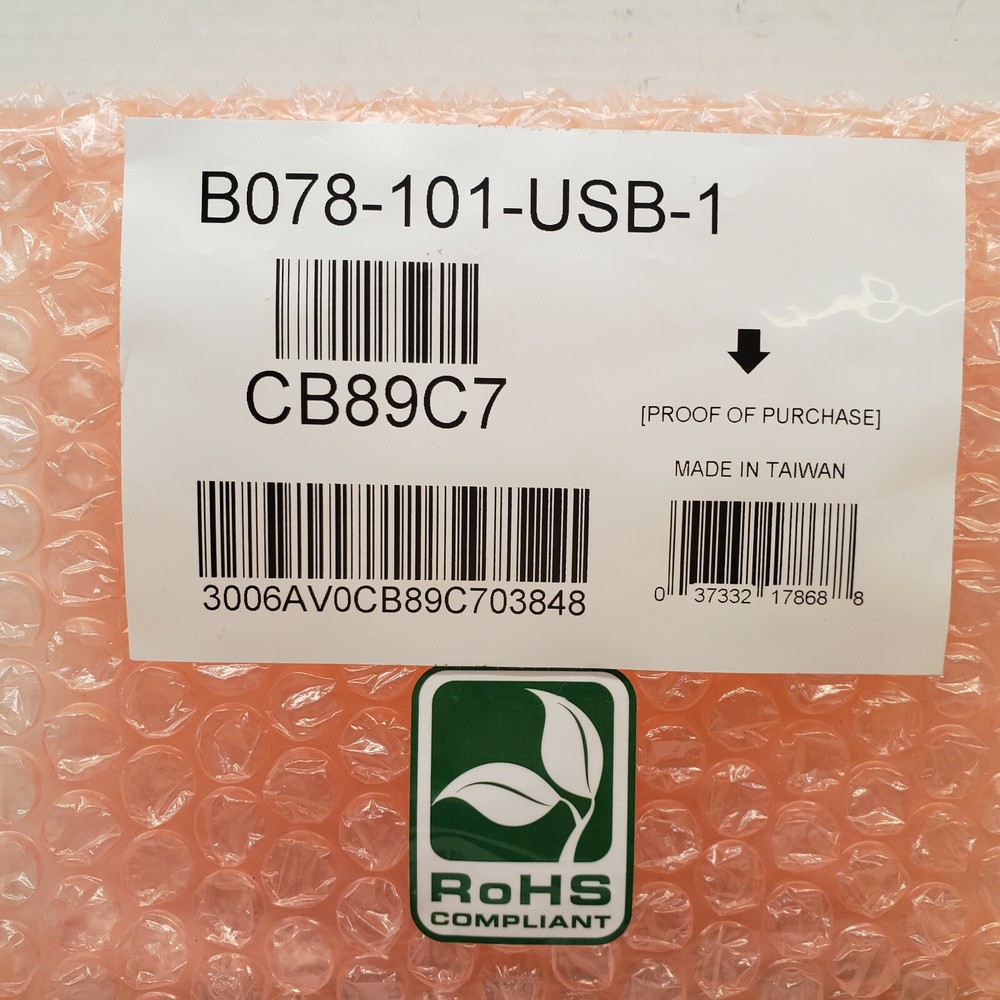 B078-101-USB-1
CB89C7
[PROOF OF PURCHASE]
MADE IN TAIWAN
3006AV0CB89C703848
0 37332 17868 8
RoHS
COMPLIANT